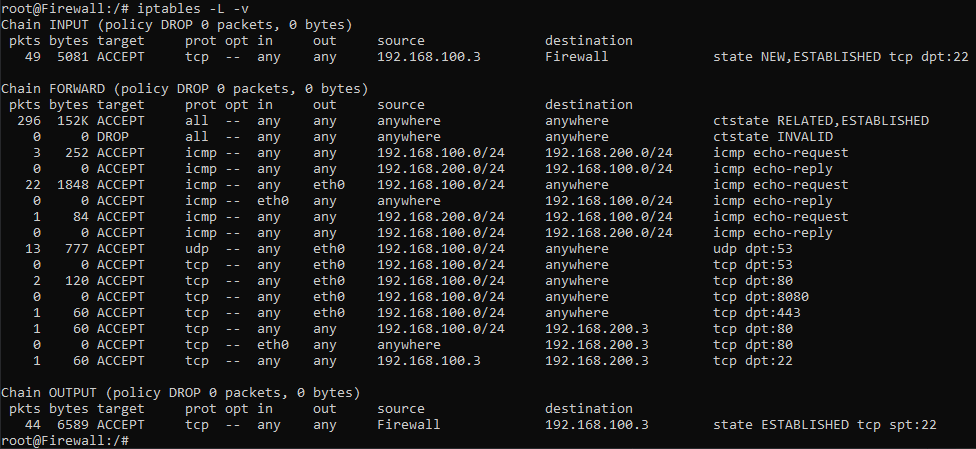 root@Firewall:/# iptables -L -v
Chain INPUT (policy DROP 0 packets, 0 bytes)
 pkts bytes target     prot opt in     out     source               destination
   49  5081 ACCEPT     tcp  --  any    any     192.168.100.3        Firewall             state NEW,ESTABLISHED tcp dpt:22

Chain FORWARD (policy DROP 0 packets, 0 bytes)
 pkts bytes target     prot opt in     out     source               destination
  296  152K ACCEPT     all  --  any    any     anywhere             anywhere             ctstate RELATED,ESTABLISHED
    0     0 DROP       all  --  any    any     anywhere             anywhere             ctstate INVALID
    3   252 ACCEPT     icmp --  any    any     192.168.100.0/24     192.168.200.0/24     icmp echo-request
    0     0 ACCEPT     icmp --  any    any     192.168.200.0/24     192.168.100.0/24     icmp echo-reply
   22  1848 ACCEPT     icmp --  any    eth0    192.168.100.0/24     anywhere             icmp echo-request
    0     0 ACCEPT     icmp --  eth0   any     anywhere             192.168.100.0/24     icmp echo-reply
    1    84 ACCEPT     icmp --  any    any     192.168.200.0/24     192.168.100.0/24     icmp echo-request
    0     0 ACCEPT     icmp --  any    any     192.168.100.0/24     192.168.200.0/24     icmp echo-reply
   13   777 ACCEPT     udp  --  any    eth0    192.168.100.0/24     anywhere             udp dpt:53
    0     0 ACCEPT     tcp  --  any    eth0    192.168.100.0/24     anywhere             tcp dpt:53
    2   120 ACCEPT     tcp  --  any    eth0    192.168.100.0/24     anywhere             tcp dpt:80
    0     0 ACCEPT     tcp  --  any    eth0    192.168.100.0/24     anywhere             tcp dpt:8080
    1    60 ACCEPT     tcp  --  any    eth0    192.168.100.0/24     anywhere             tcp dpt:443
    1    60 ACCEPT     tcp  --  any    any     192.168.100.0/24     192.168.200.3        tcp dpt:80
    0     0 ACCEPT     tcp  --  eth0   any     anywhere             192.168.200.3        tcp dpt:80
    1    60 ACCEPT     tcp  --  any    any     192.168.100.3        192.168.200.3        tcp dpt:22

Chain OUTPUT (policy DROP 0 packets, 0 bytes)
 pkts bytes target     prot opt in     out     source               destination
   44  6589 ACCEPT     tcp  --  any    any     Firewall             192.168.100.3        state ESTABLISHED tcp spt:22
root@Firewall:/#